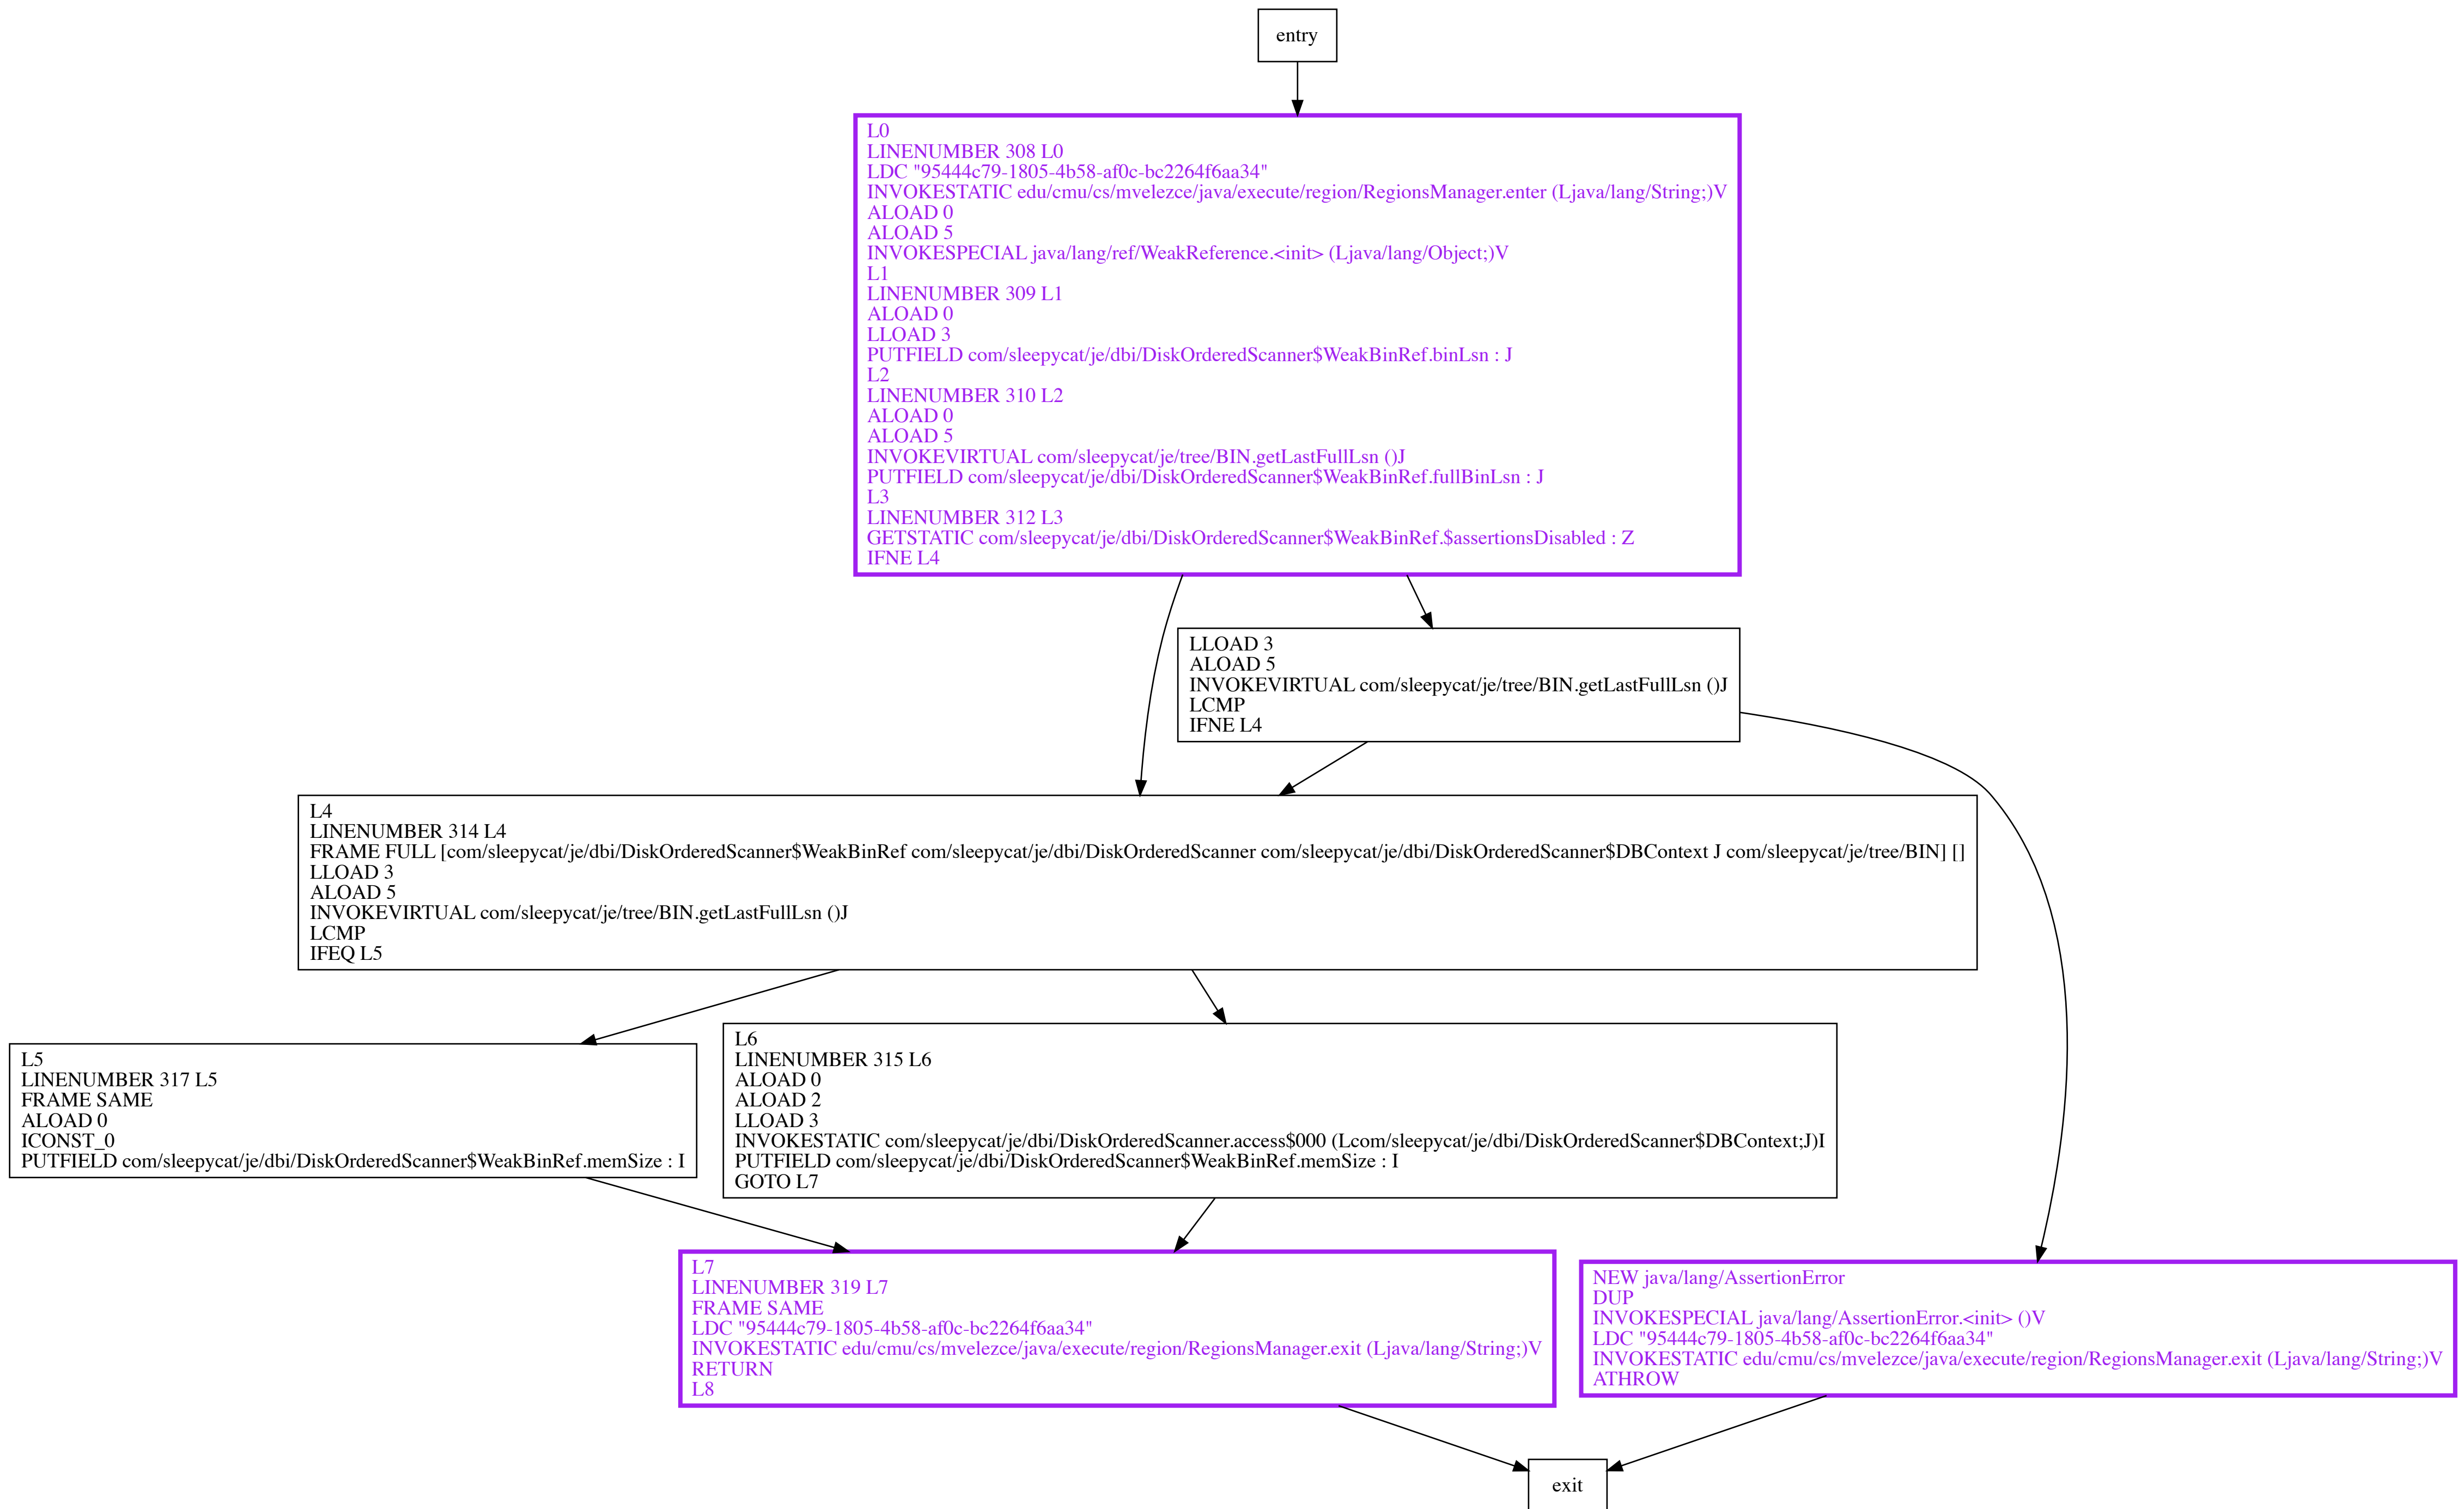 entry
L0
LINENUMBER 308 L0
LDC "95444c79-1805-4b58-af0c-bc2264f6aa34"
INVOKESTATIC edu/cmu/cs/mvelezce/java/execute/region/RegionsManager.enter (Ljava/lang/String;)V
ALOAD 0
ALOAD 5
INVOKESPECIAL java/lang/ref/WeakReference.<init> (Ljava/lang/Object;)V
L1
LINENUMBER 309 L1
ALOAD 0
LLOAD 3
PUTFIELD com/sleepycat/je/dbi/DiskOrderedScanner$WeakBinRef.binLsn : J
L2
LINENUMBER 310 L2
ALOAD 0
ALOAD 5
INVOKEVIRTUAL com/sleepycat/je/tree/BIN.getLastFullLsn ()J
PUTFIELD com/sleepycat/je/dbi/DiskOrderedScanner$WeakBinRef.fullBinLsn : J
L3
LINENUMBER 312 L3
GETSTATIC com/sleepycat/je/dbi/DiskOrderedScanner$WeakBinRef.$assertionsDisabled : Z
IFNE L4
LLOAD 3
ALOAD 5
INVOKEVIRTUAL com/sleepycat/je/tree/BIN.getLastFullLsn ()J
LCMP
IFNE L4
L4
LINENUMBER 314 L4
FRAME FULL [com/sleepycat/je/dbi/DiskOrderedScanner$WeakBinRef com/sleepycat/je/dbi/DiskOrderedScanner com/sleepycat/je/dbi/DiskOrderedScanner$DBContext J com/sleepycat/je/tree/BIN] []
LLOAD 3
ALOAD 5
INVOKEVIRTUAL com/sleepycat/je/tree/BIN.getLastFullLsn ()J
LCMP
IFEQ L5
L5
LINENUMBER 317 L5
FRAME SAME
ALOAD 0
ICONST_0
PUTFIELD com/sleepycat/je/dbi/DiskOrderedScanner$WeakBinRef.memSize : I
L6
LINENUMBER 315 L6
ALOAD 0
ALOAD 2
LLOAD 3
INVOKESTATIC com/sleepycat/je/dbi/DiskOrderedScanner.access$000 (Lcom/sleepycat/je/dbi/DiskOrderedScanner$DBContext;J)I
PUTFIELD com/sleepycat/je/dbi/DiskOrderedScanner$WeakBinRef.memSize : I
GOTO L7
L7
LINENUMBER 319 L7
FRAME SAME
LDC "95444c79-1805-4b58-af0c-bc2264f6aa34"
INVOKESTATIC edu/cmu/cs/mvelezce/java/execute/region/RegionsManager.exit (Ljava/lang/String;)V
RETURN
L8
NEW java/lang/AssertionError
DUP
INVOKESPECIAL java/lang/AssertionError.<init> ()V
LDC "95444c79-1805-4b58-af0c-bc2264f6aa34"
INVOKESTATIC edu/cmu/cs/mvelezce/java/execute/region/RegionsManager.exit (Ljava/lang/String;)V
ATHROW
exit